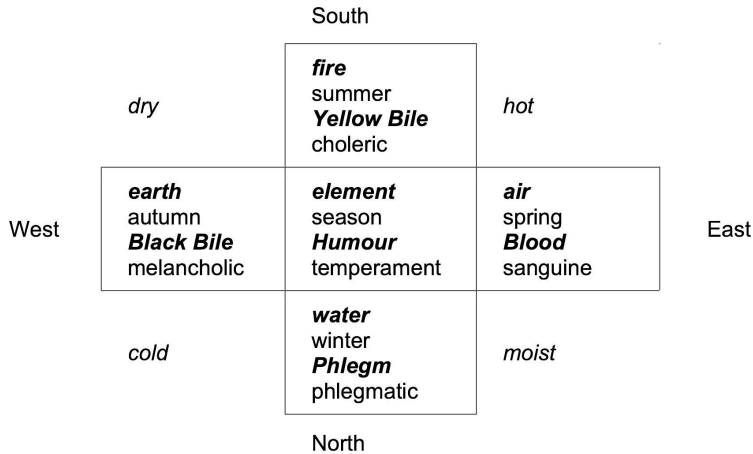 South
fire
summer
Yellow Bile
choleric
dry
hot
West
earth
autumn
Black Bile
melancholic
element
season
Humour
temperament
air
spring
Blood
sanguine
East
cold
water
winter
Phlegm
phlegmatic
moist
North